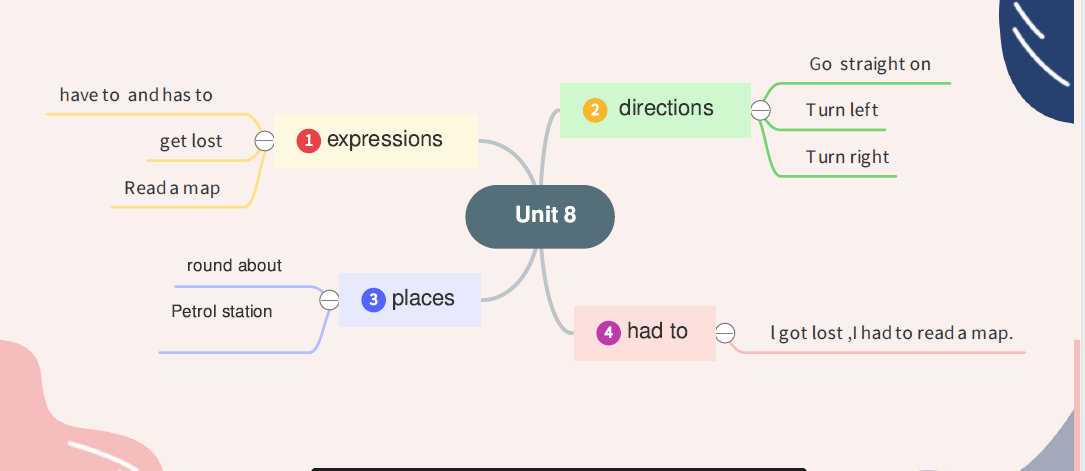 Unit 8
1 expressions
have to and has to
get lost
Read a map
2 directions
Go straight on
Turn left
Turn right
3 places
round about
Petrol station
4 had to
I got lost ,I had to read a map.